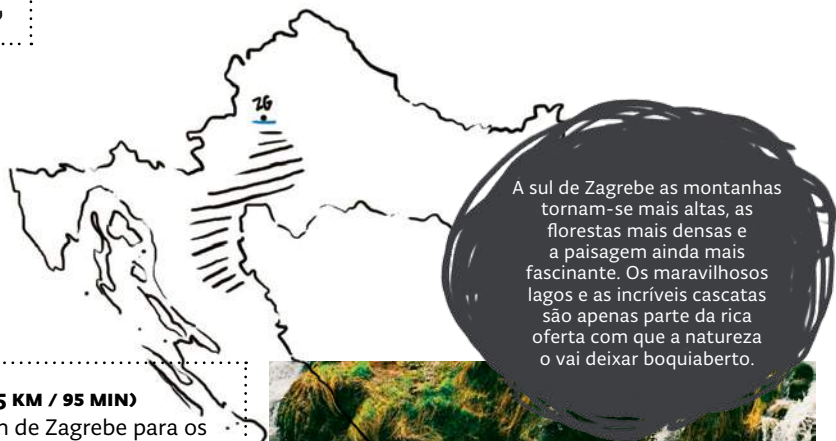 ZG
A sul de Zagrebe as montanhas
tornam-se mais altas, as
florestas mais densas e
a paisagem ainda mais
fascinante. Os maravilhosos
lagos e as incríveis cascatas
são apenas parte da rica
oferta com que a natureza
o vai deixar boquiaberto.
5 KM / 95 MIN)
de Zagrebe para os